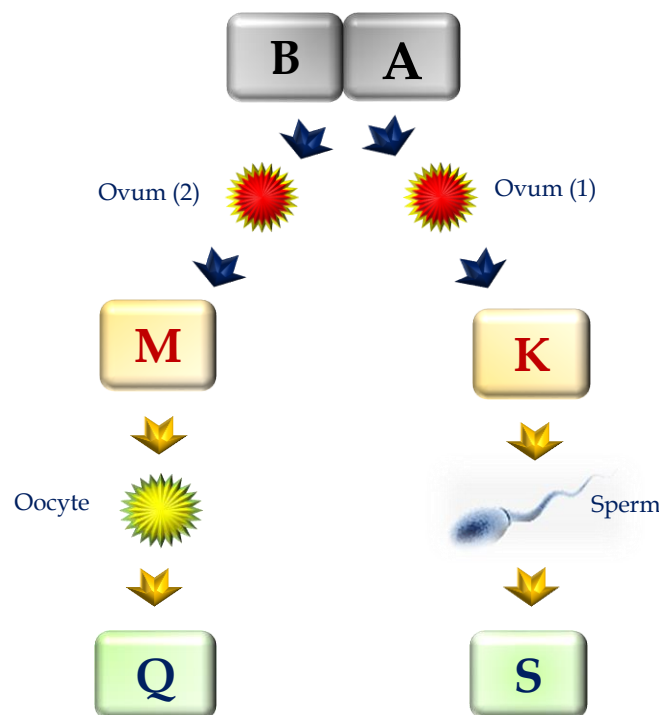 B A
Ovum (2)
Ovum (1)
M
K
Oocyte
Sperm
Q
S